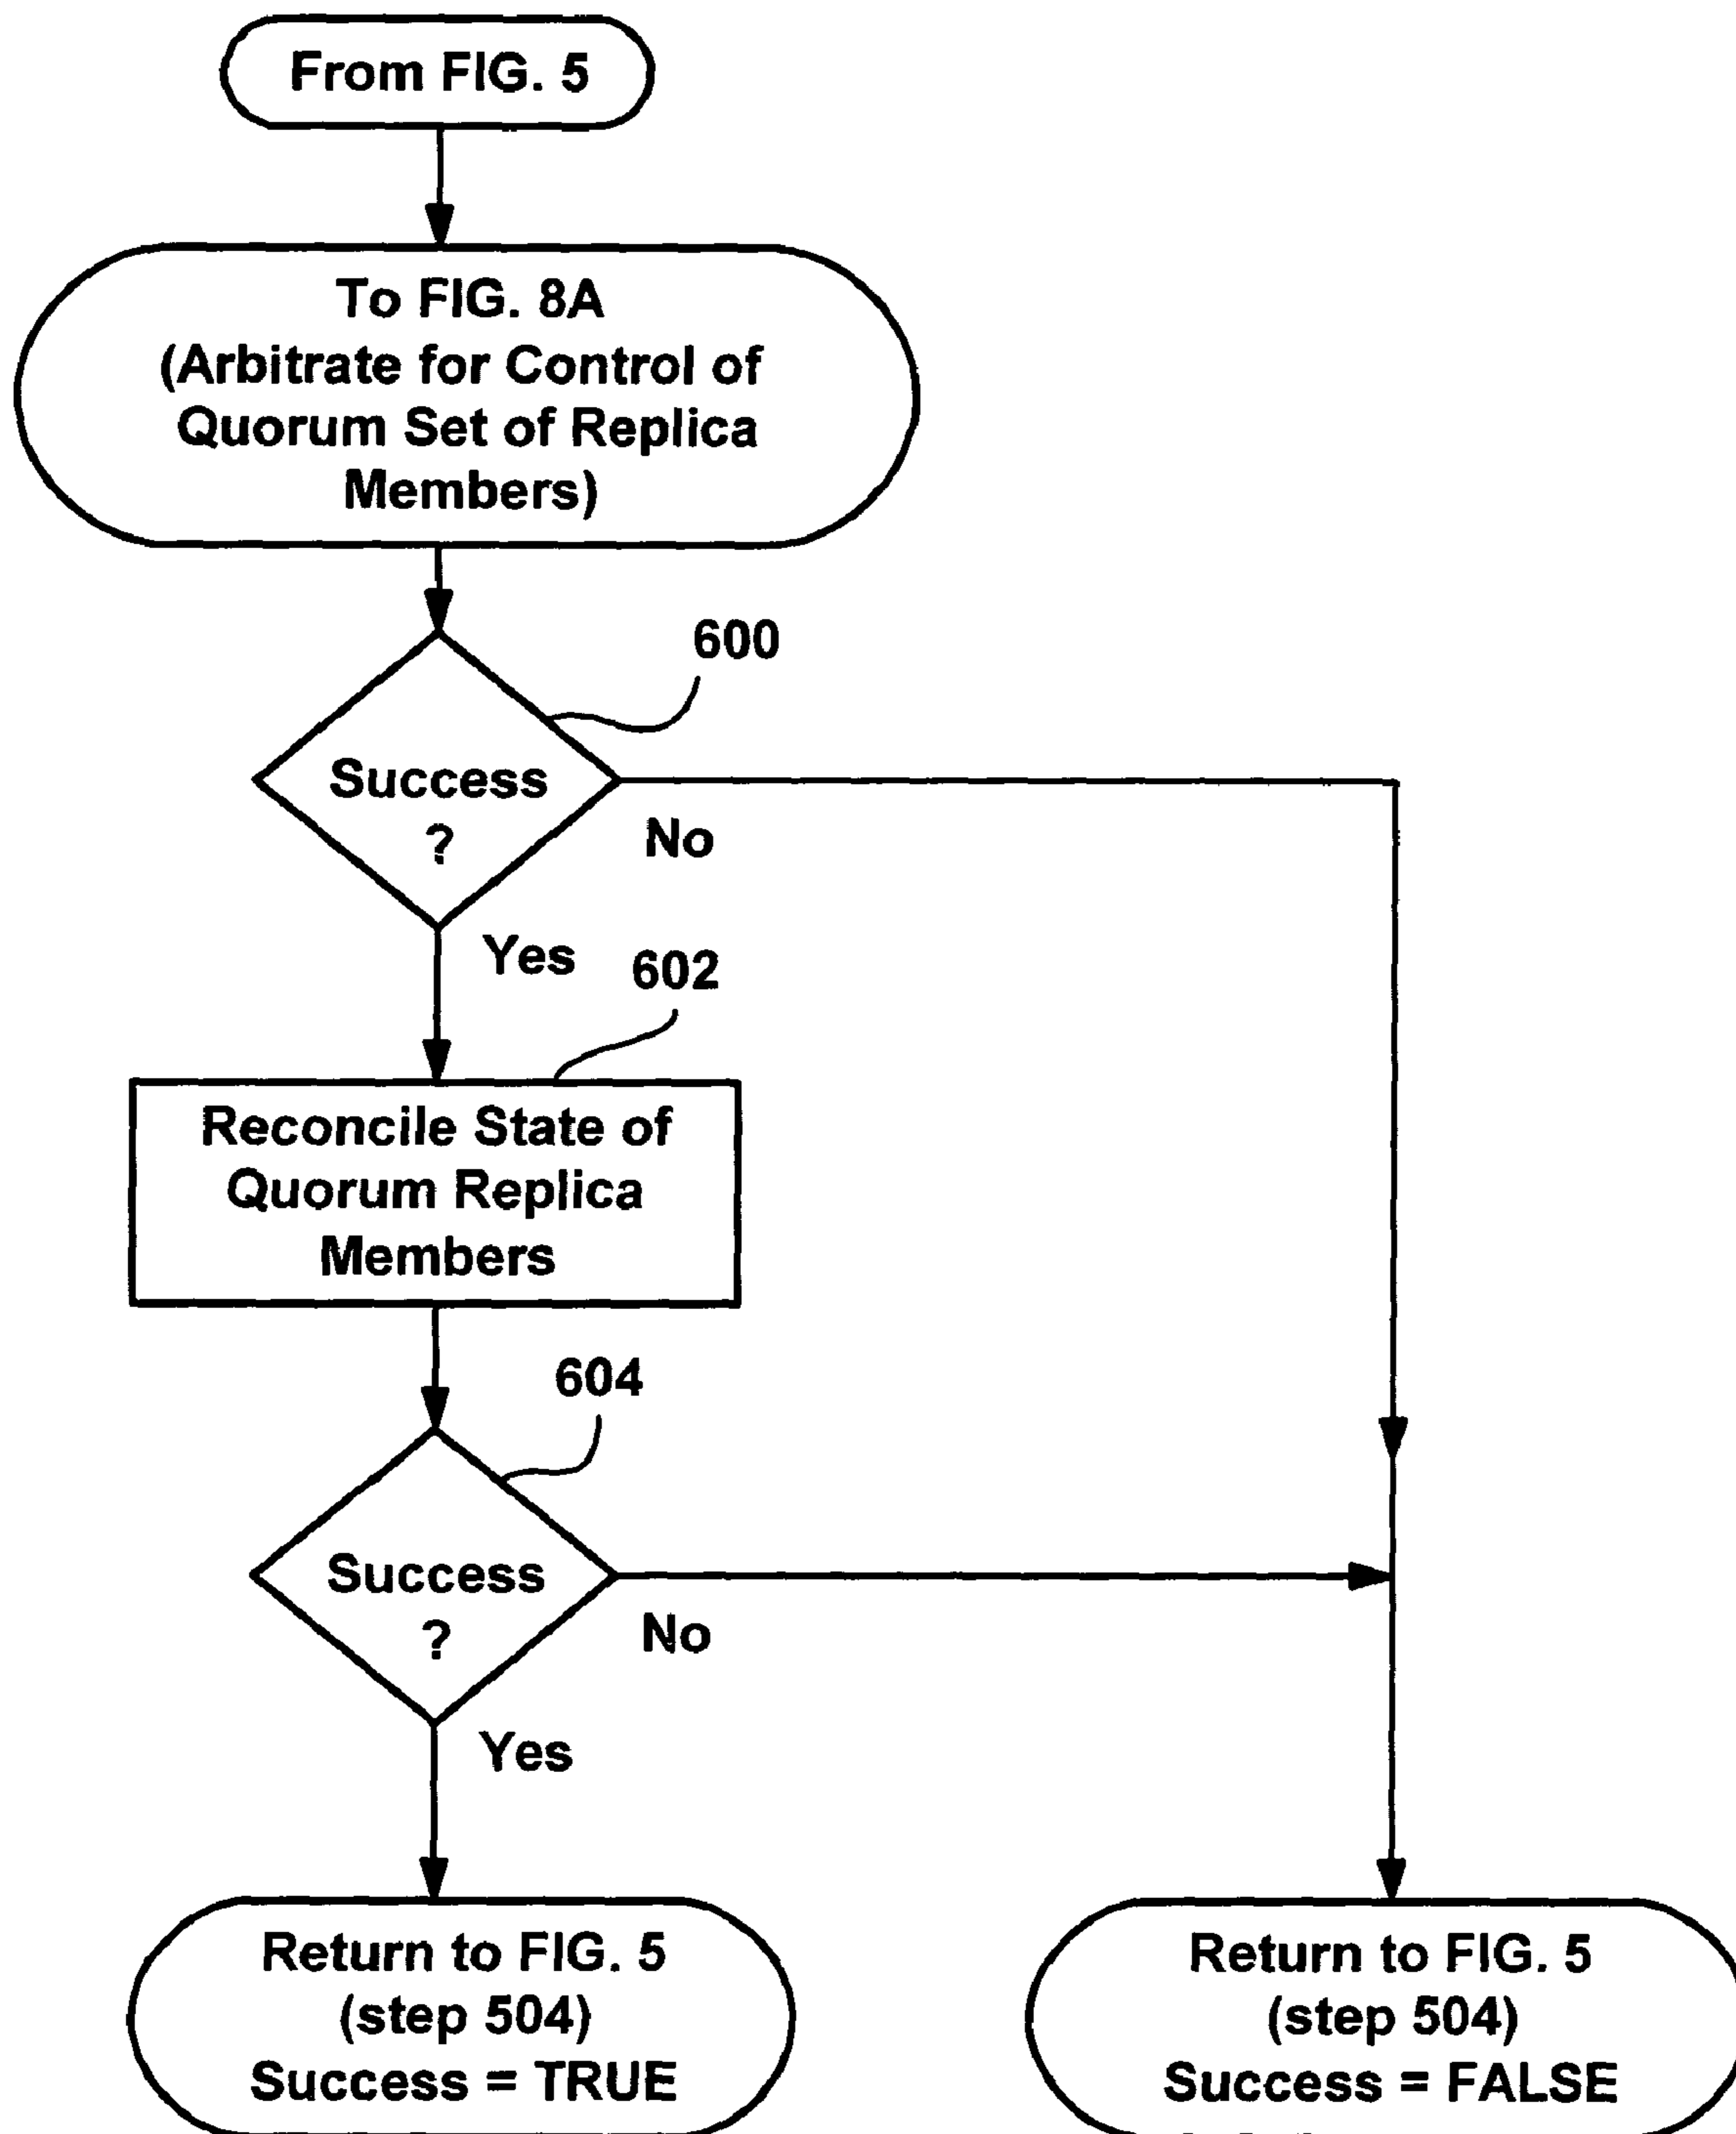 From FIG. 5
To FIG. 8A
(Arbitrate for Control of
Quorum Set of Replica
Members)
600
Success
?
No
Yes
602
Reconcile State of
Quorum Replica
Members
604
Success
?
No
Yes
Return to FIG. 5
(step 504)
Success = TRUE
Return to FIG. 5
(step 504)
Success = FALSE